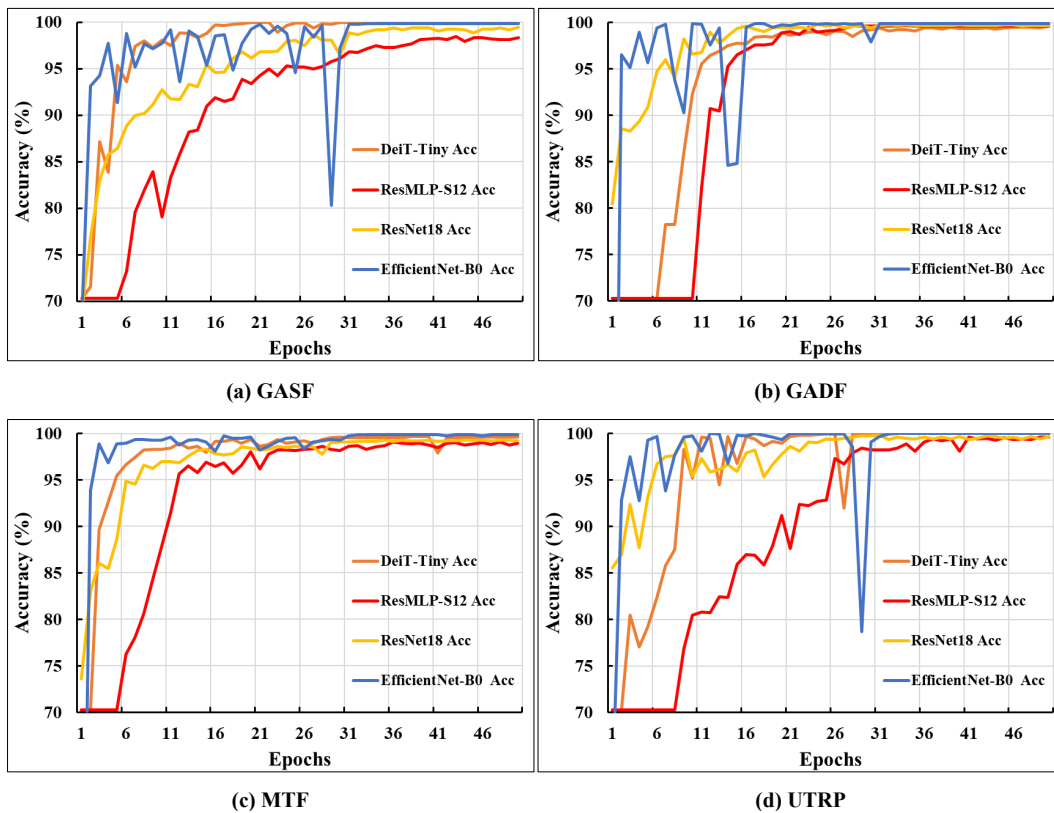 100
95
90
85
80
75
70
Accuracy (%)
DeiT-Tiny Acc
ResMLP-S12 Acc
ResNet18 Acc
EfficientNet-B0 Acc
1 6 11 16 21 26 31 36 41 46
Epochs
(a) GASF
100
95
90
85
80
75
70
Accuracy (%)
DeiT-Tiny Acc
ResMLP-S12 Acc
ResNet18 Acc
EfficientNet-B0 Acc
1 6 11 16 21 26 31 36 41 46
Epochs
(b) GADF
100
95
90
85
80
75
70
Accuracy (%)
DeiT-Tiny Acc
ResMLP-S12 Acc
ResNet18 Acc
EfficientNet-B0 Acc
1 6 11 16 21 26 31 36 41 46
Epochs
(c) MTF
100
95
90
85
80
75
70
Accuracy (%)
DeiT-Tiny Acc
ResMLP-S12 Acc
ResNet18 Acc
EfficientNet-B0 Acc
1 6 11 16 21 26 31 36 41 46
Epochs
(d) UTRP